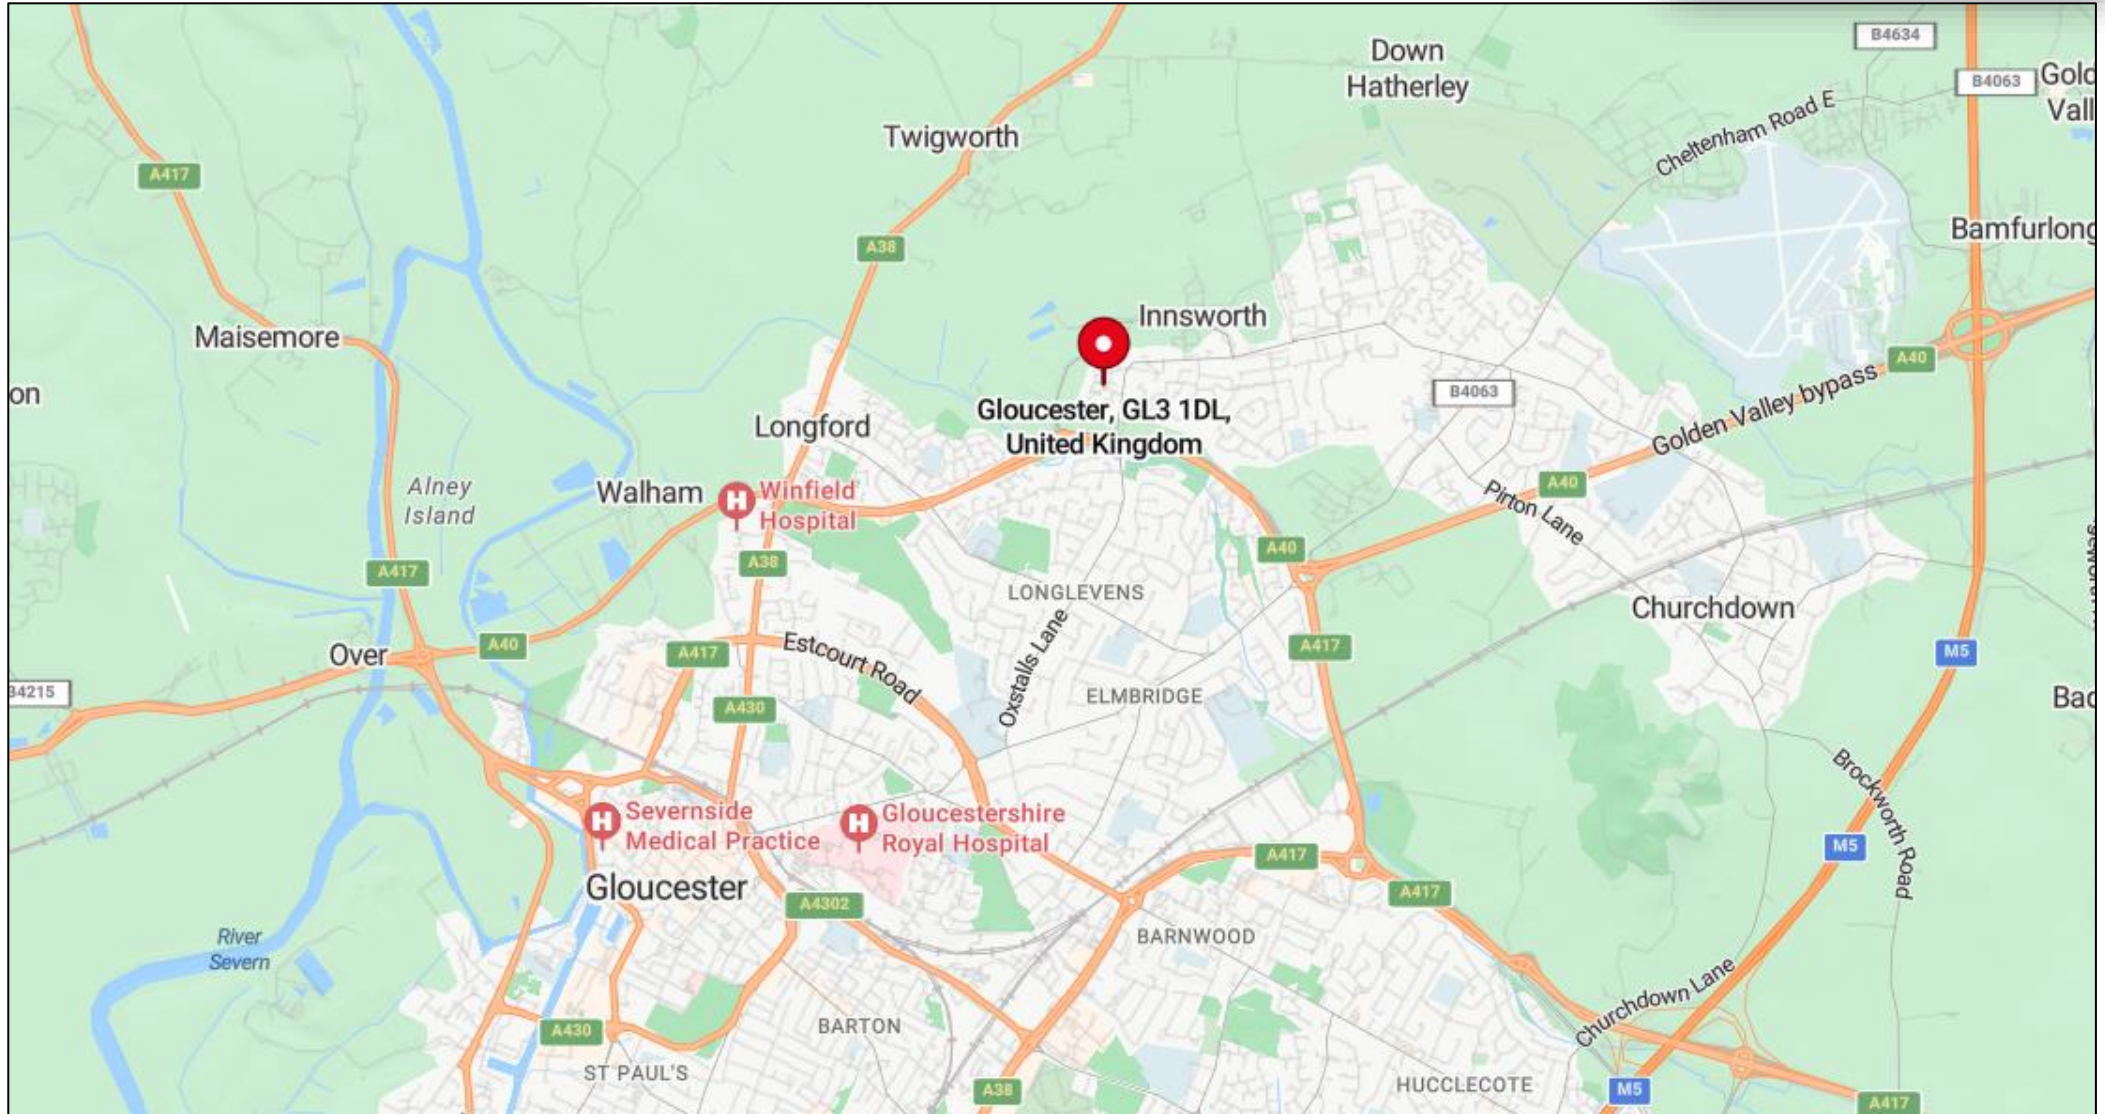 B4634
Down
Hatherley
B4063
Gold
Vall
Cheltenham Road E
Twigworth
A417
A38
Bamfurlong
Innsworth
Maisemore
A40
on
B4063
Golden Valley bypass
Gloucester, GL3 1DL,
United Kingdom
Longford
Alney
Island
Walham
Winfield
Hospital
A40
Pirton Lane
A417
A38
A40
LONGLEVENS
Churchdown
Oxstalls Lane
Over
A40
A417
Estcourt Road
A417
M5
34215
ELMBRIDGE
Bad
A430
Brockworth Road
Severnside
Medical Practice
Gloucestershire
Royal Hospital
M5
A417
Gloucester
A4302
A417
River
Severn
BARNWOOD
Churchdown Lane
A430
BARTON
ST PAUL'S
A38
HUCCLECOTE
M5
A417